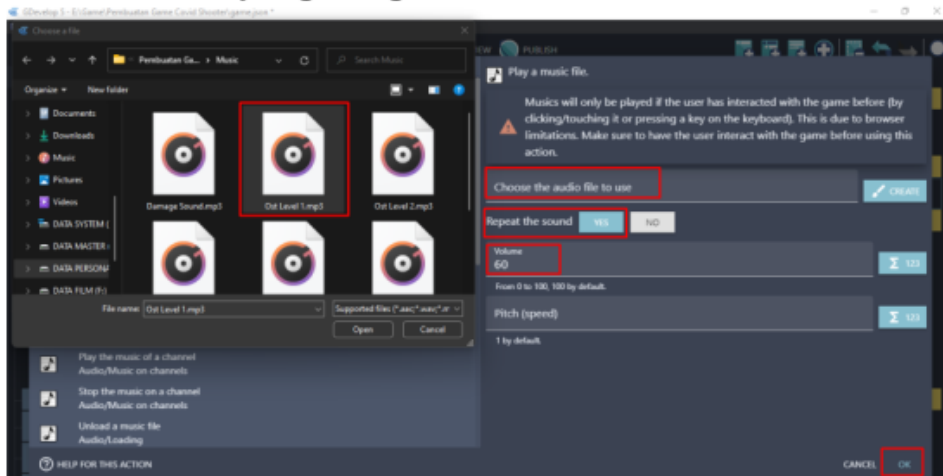 GDevelop 5 - E:\Game\Pembuatan Game Covid Shooter\game.json *
Choose a File
Pembuatan Ga... > Music
Search Music
Organize
New folder
Documents
Downloads
Music
Pictures
Videos
DATA SYSTEM (
DATA MASTER
DATA PERSONA
DATA FILM (F:)
Damage Sound.mp3
Ost Level 1.mp3
Ost Level 2.mp3
File name:
Ost Level 1.mp3
Supported files (*.aac;*.wav;*.m
Open
Cancel
Play the music of a channel
Audio/Music on channels
Stop the music on a channel
Audio/Music on channels
Unload a music file
Audio/Loading
HELP FOR THIS ACTION
PUBLISH
Play a music file.
Musics will only be played if the user has interacted with the game before (by
clicking/touching it or pressing a key on the keyboard). This is due to browser
limitations. Make sure to have the user interact with the game before using this
action.
Choose the audio file to use
CREATE
Repeat the sound
YES
NO
Volume
60
Σ 123
From 0 to 100, 100 by default.
Pitch (speed)
Σ 123
1 by default.
CANCEL
OK